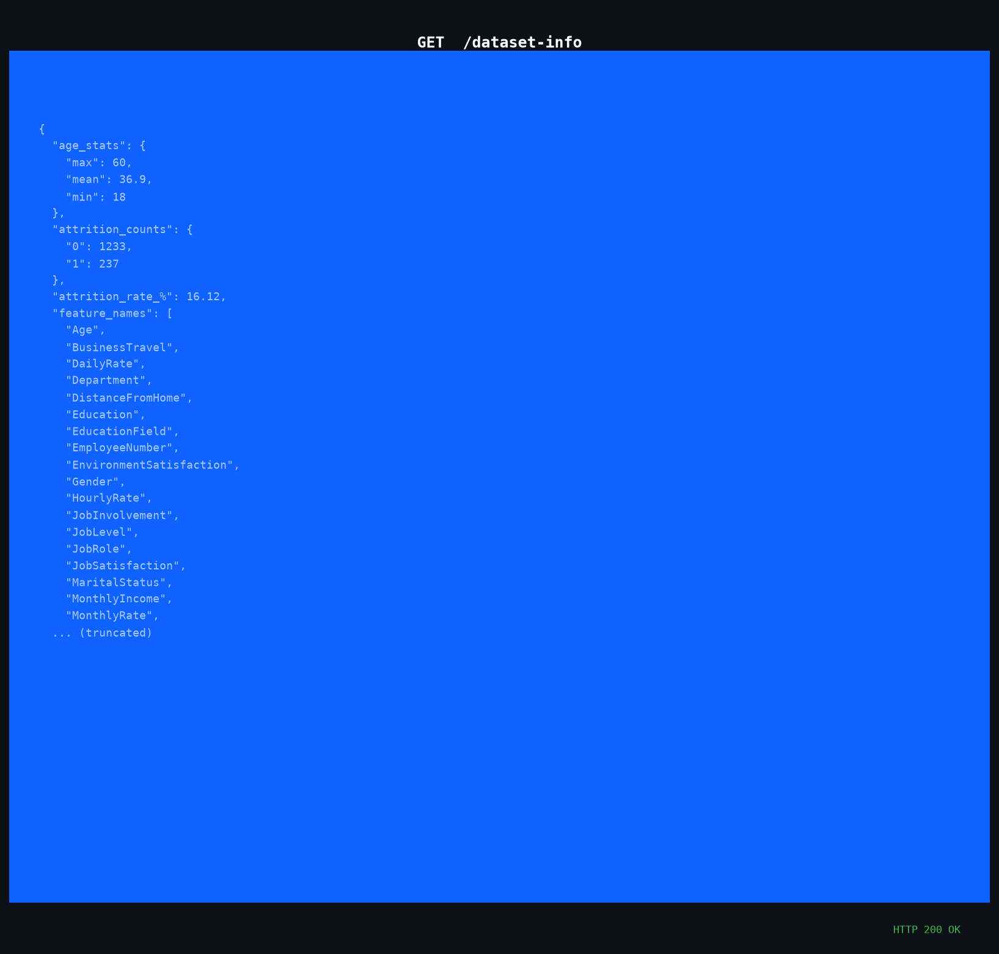 GET  /dataset-info
{
  "age_stats": {
    "max": 60,
    "mean": 36.9,
    "min": 18
  },
  "attrition_counts": {
    "0": 1233,
    "1": 237
  },
  "attrition_rate_%": 16.12,
  "feature_names": [
    "Age",
    "BusinessTravel",
    "DailyRate",
    "Department",
    "DistanceFromHome",
    "Education",
    "EducationField",
    "EmployeeNumber",
    "EnvironmentSatisfaction",
    "Gender",
    "HourlyRate",
    "JobInvolvement",
    "JobLevel",
    "JobRole",
    "JobSatisfaction",
    "MaritalStatus",
    "MonthlyIncome",
    "MonthlyRate",
  ... (truncated)
HTTP 200 OK